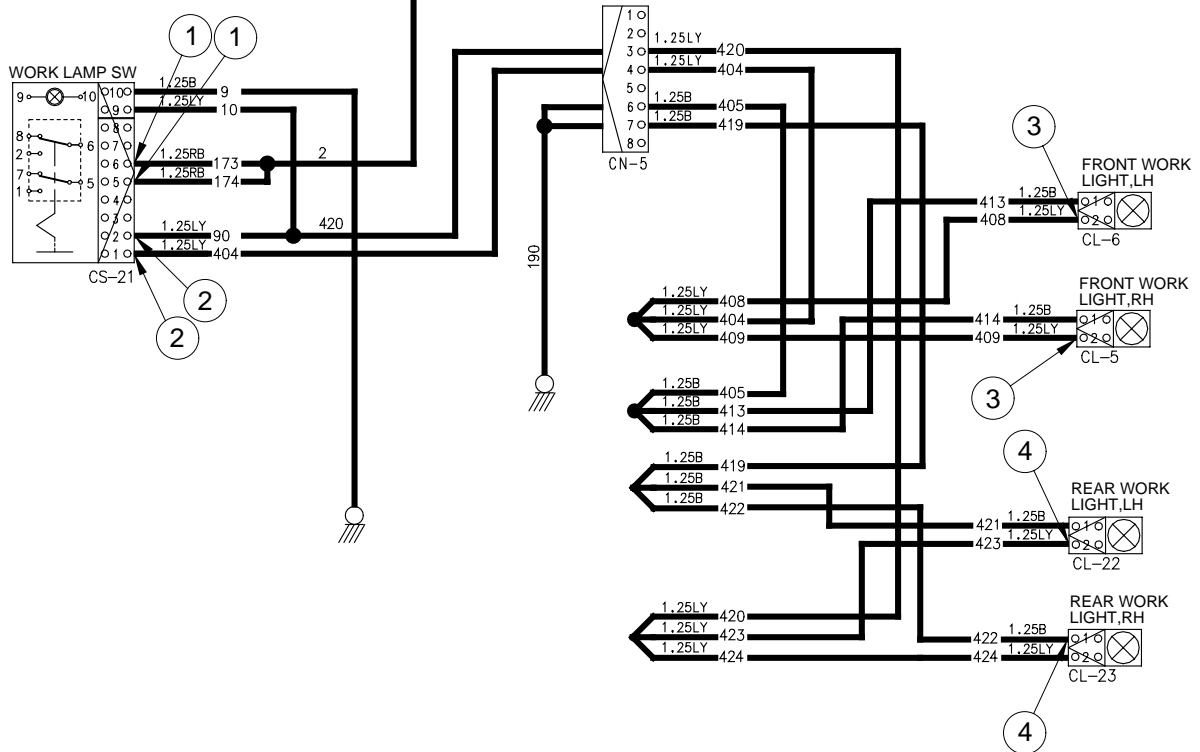 1
1
WORK LAMP SW
9 10
8
2
6
7
1
5
10
9
8
7
6
5
4
3
2
1
CS-21
1.25B 9
1.25LY 10
1.25RB 173
1.25RB 174
2
1.25LY 90
420
1.25LY 404
2
2
190
1
2
3
4
5
6
7
8
CN-5
1.25LY 420
1.25LY 404
1.25B 405
1.25B 419
3
FRONT WORK
LIGHT,LH
413 1.25B 1
408 1.25LY 2
CL-6
FRONT WORK
LIGHT,RH
1.25LY 408
1.25LY 404
1.25LY 409
414 1.25B 1
409 1.25LY 2
CL-5
3
1.25B 405
1.25B 413
1.25B 414
4
1.25B 419
1.25B 421
1.25B 422
REAR WORK
LIGHT,LH
421 1.25B 1
423 1.25LY 2
CL-22
REAR WORK
LIGHT,RH
1.25LY 420
1.25LY 423
1.25LY 424
422 1.25B 1
424 1.25LY 2
CL-23
4